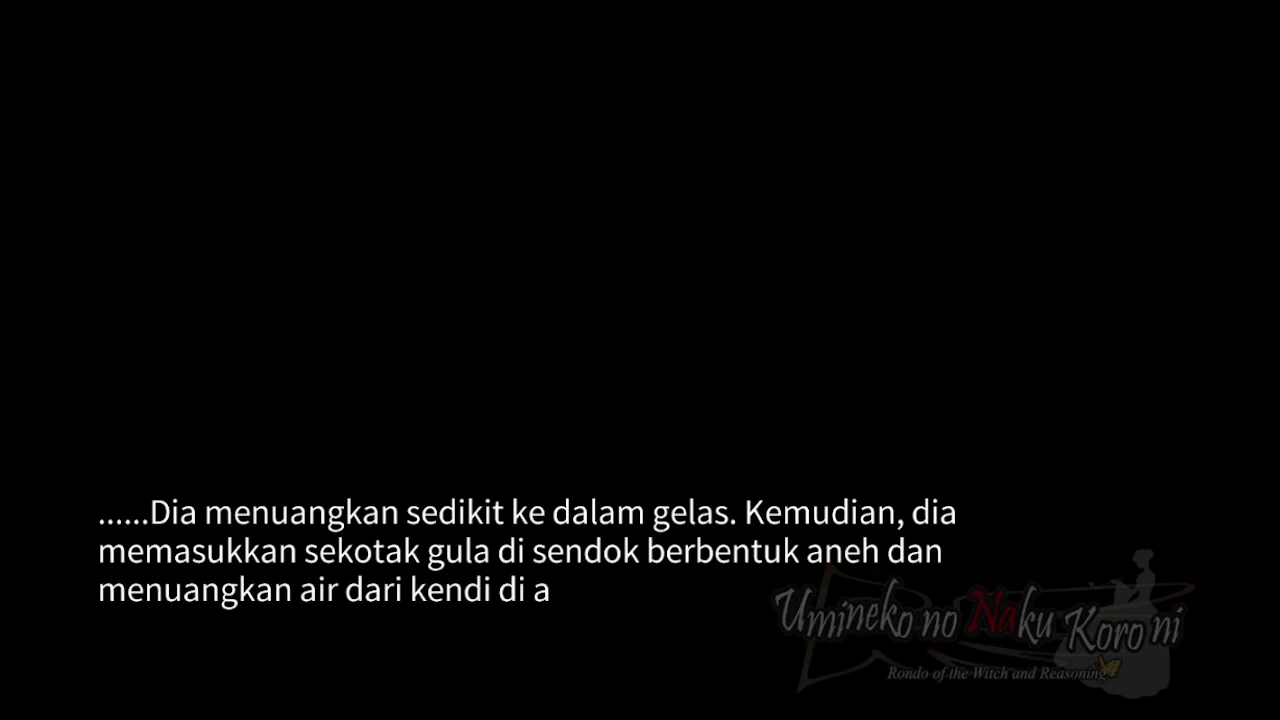 ......Dia menuangkan sedikit ke dalam gelas. Kemudian, dia
memasukkan sekotak gula di sendok berbentuk aneh dan
menuangkan air dari kendi di a
Umineko no Naku Koro ni
Rondo of the Witch and Reasoning